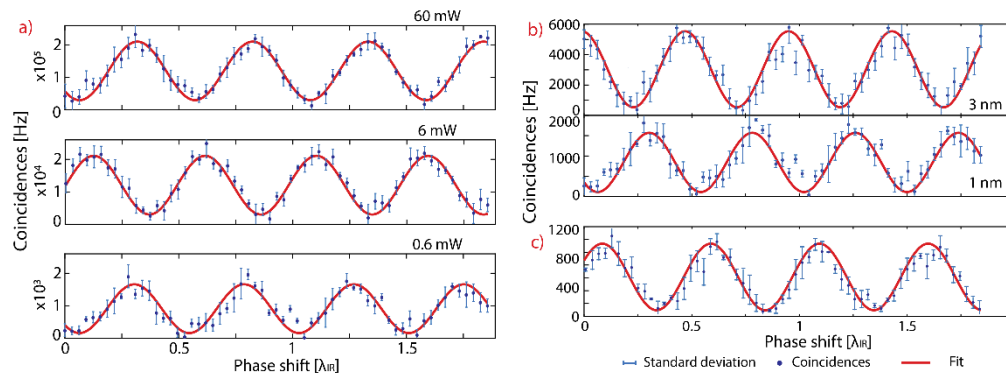 a)
60 mW
x10⁵
2
1
0
6 mW
x10⁴
2
1
0
0.6 mW
x10³
2
1
0
Coincidences [Hz]
0 0.5 1 1.5
Phase shift [λIR]
b)
6000
4000
2000
0
3 nm
2000
1000
0
1 nm
Coincidences [Hz]
c)
1200
800
400
0
0 0.5 1 1.5
Phase shift [λIR]
Standard deviation Coincidences Fit